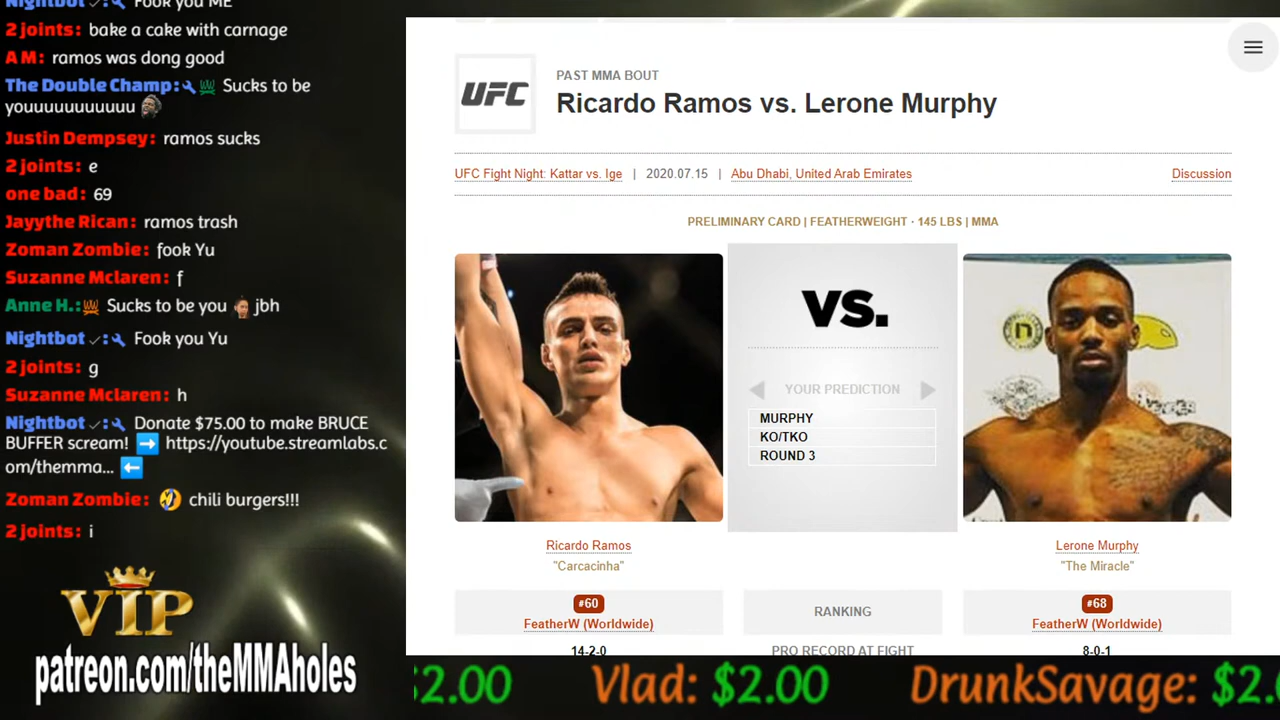 Nightbot: Fook you ME
2 joints: bake a cake with carnage
A M: ramos was dong good
The Double Champ: Sucks to be
youuuuuuuuuuu
Justin Dempsey: ramos sucks
2 joints: e
one bad: 69
Jayythe Rican: ramos trash
Zoman Zombie: fook Yu
Suzanne Mclaren: f
Anne H.: Sucks to be you jbh
Nightbot: Fook you Yu
2 joints: g
Suzanne Mclaren: h
Nightbot: Donate $75.00 to make BRUCE
BUFFER scream! ➡️ https://youtube.streamlabs.c
om/themma... ⬅️
Zoman Zombie: 🤣 chili burgers!!!
2 joints: i
VIP
patreon.com/theMMAholes
UFC
PAST MMA BOUT
Ricardo Ramos vs. Lerone Murphy
UFC Fight Night: Kattar vs. Ige | 2020.07.15 | Abu Dhabi, United Arab Emirates
Discussion
PRELIMINARY CARD | FEATHERWEIGHT · 145 LBS | MMA
VS.
YOUR PREDICTION
MURPHY
KO/TKO
ROUND 3
Ricardo Ramos
"Carcacinha"
Lerone Murphy
"The Miracle"
#60
FeatherW (Worldwide)
RANKING
#68
FeatherW (Worldwide)
14-2-0
PRO RECORD AT FIGHT
8-0-1
$2.00 Vlad: $2.00 DrunkSavage: $2.0